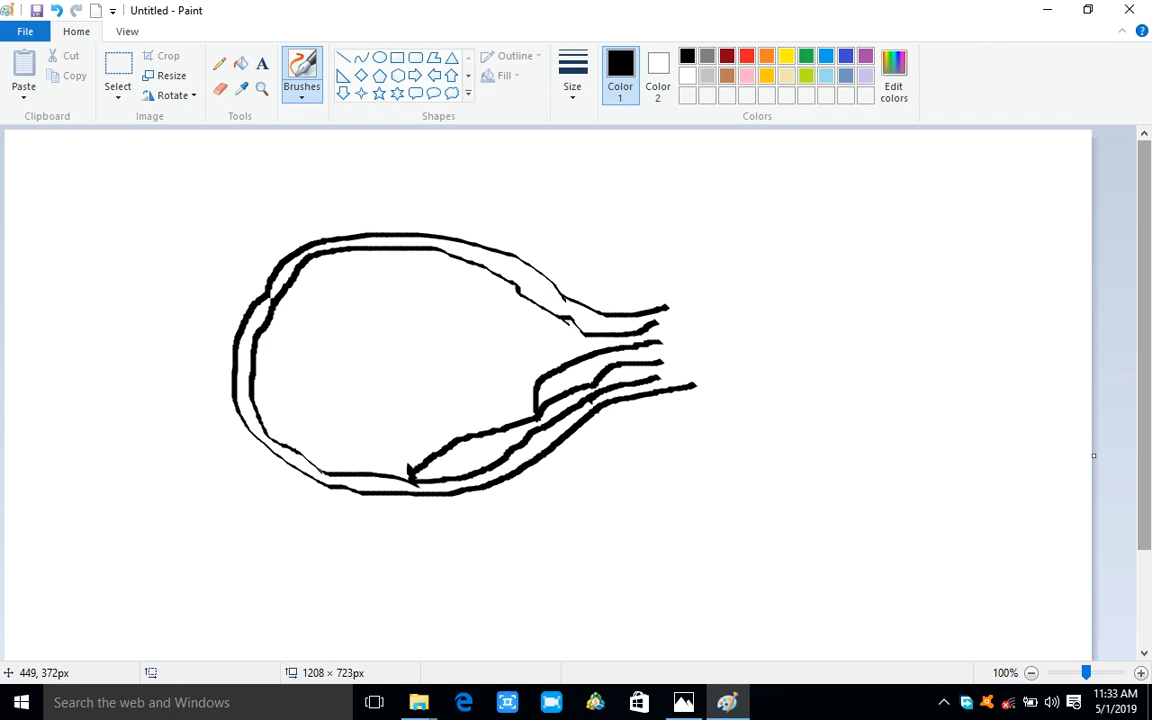 Untitled - Paint
File Home View
Paste
Cut
Copy
Clipboard
Select
Crop
Resize
Rotate
Image
Tools
Brushes
Outline
Fill
Shapes
Size
Color 1
Color 2
Edit colors
Colors
449, 372px
1208 × 723px
100%
Search the web and Windows
11:33 AM
5/1/2019